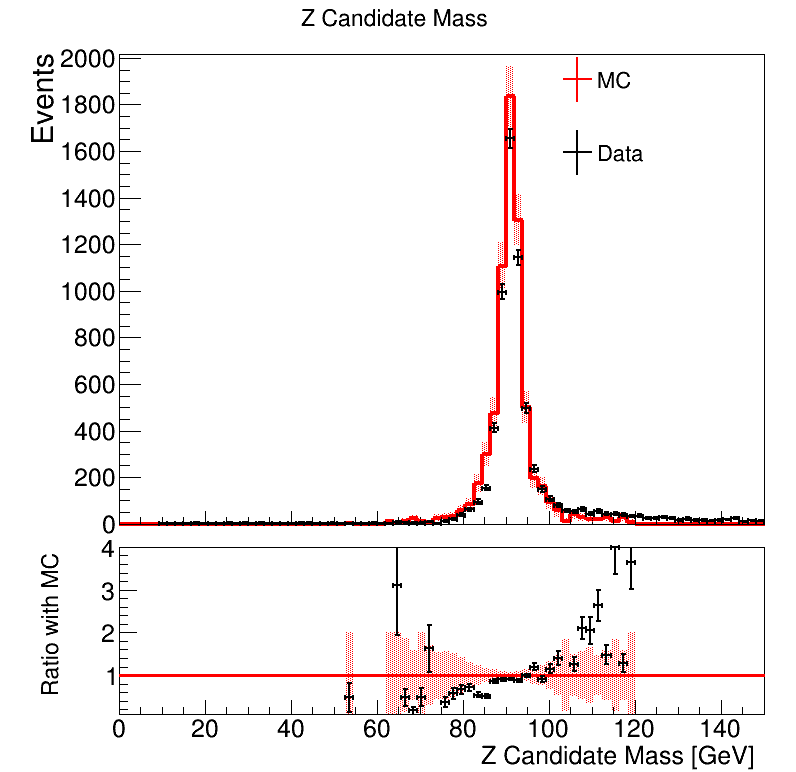 Z Candidate Mass
Events
2000
1800
1600
1400
1200
1000
800
600
400
200
0
MC
Data
Ratio with MC
4
3
2
1
0 20 40 60 80 100 120 140
Z Candidate Mass [GeV]